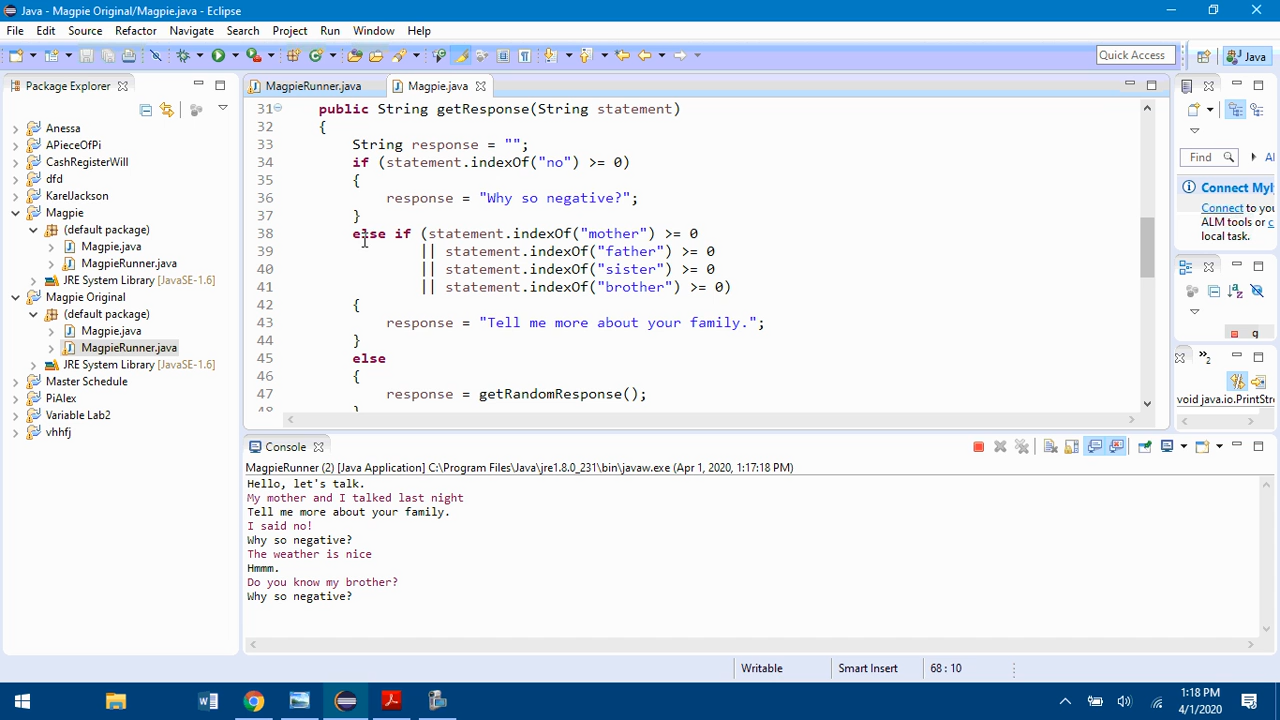 Java - Magpie Original/Magpie.java - Eclipse
File Edit Source Refactor Navigate Search Project Run Window Help
Quick Access
Java
Package Explorer
MagpieRunner.java
Magpie.java
Anessa
APieceOfPi
CashRegisterWill
dfd
KarelJackson
Magpie
(default package)
Magpie.java
MagpieRunner.java
JRE System Library [JavaSE-1.6]
Magpie Original
(default package)
Magpie.java
MagpieRunner.java
JRE System Library [JavaSE-1.6]
Master Schedule
PiAlex
Variable Lab2
vhhfj
31 public String getResponse(String statement)
32 {
33 String response = "";
34 if (statement.indexOf("no") >= 0)
35 {
36 response = "Why so negative?";
37 }
38 else if (statement.indexOf("mother") >= 0
39 || statement.indexOf("father") >= 0
40 || statement.indexOf("sister") >= 0
41 || statement.indexOf("brother") >= 0)
42 {
43 response = "Tell me more about your family.";
44 }
45 else
46 {
47 response = getRandomResponse();
48 }
Find
Al
Connect Myl
Connect to your
ALM tools or c
local task.
g
2
void java.io.PrintStre
Console
MagpieRunner (2) [Java Application] C:\Program Files\Java\jre1.8.0_231\bin\javaw.exe (Apr 1, 2020, 1:17:18 PM)
Hello, let's talk.
My mother and I talked last night
Tell me more about your family.
I said no!
Why so negative?
The weather is nice
Hmmm.
Do you know my brother?
Why so negative?
Writable
Smart Insert
68 : 10
1:18 PM
4/1/2020